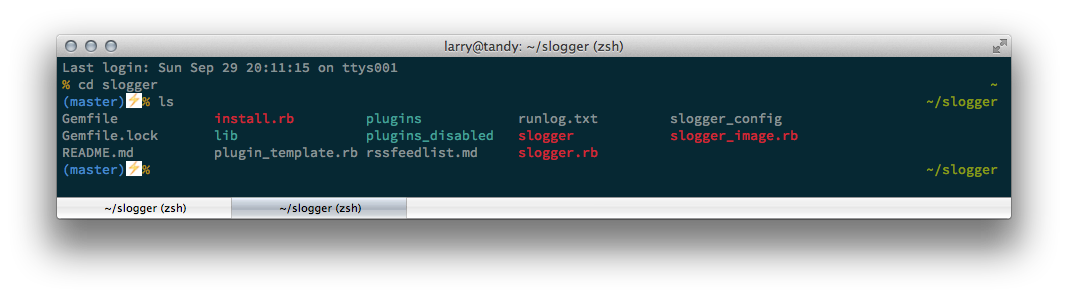 larry@tandy: ~/slogger (zsh)
Last login: Sun Sep 29 20:11:15 on ttys001
% cd slogger ~
(master)⚡% ls ~/slogger
Gemfile install.rb plugins runlog.txt slogger_config
Gemfile.lock lib plugins_disabled slogger slogger_image.rb
README.md plugin_template.rb rssfeedlist.md slogger.rb
(master)⚡% ~/slogger
~/slogger (zsh) ~/slogger (zsh)